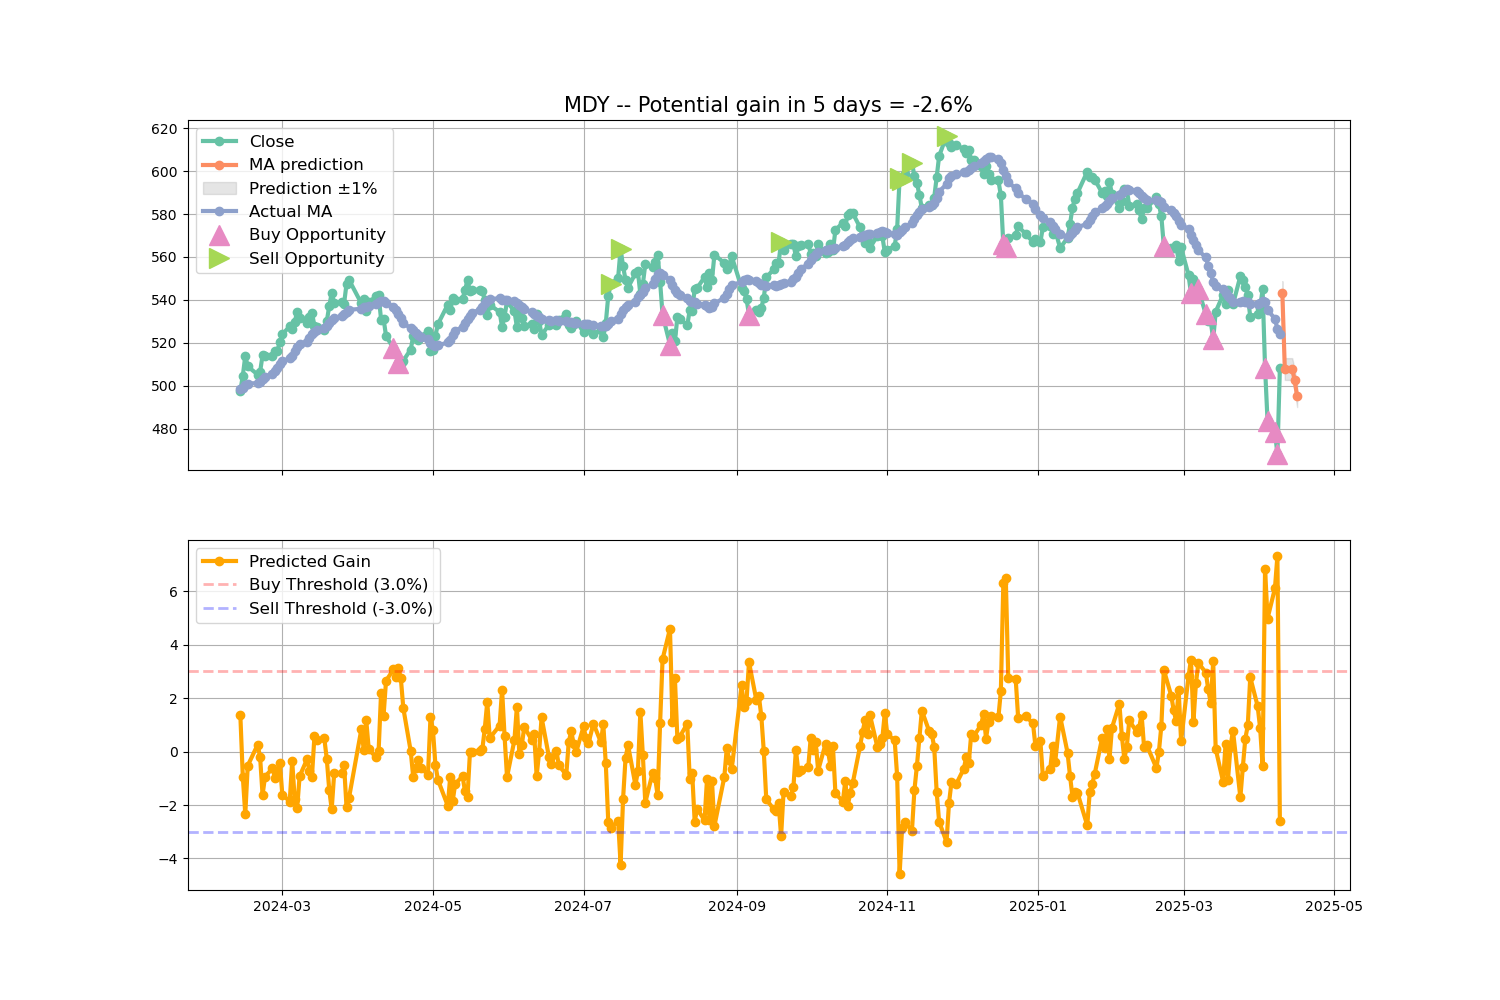 MDY -- Potential gain in 5 days = -2.6%
620
600
580
560
540
520
500
480
Close
MA prediction
Prediction ±1%
Actual MA
Buy Opportunity
Sell Opportunity
6
4
2
0
−2
−4
Predicted Gain
Buy Threshold (3.0%)
Sell Threshold (-3.0%)
2024-03
2024-05
2024-07
2024-09
2024-11
2025-01
2025-03
2025-05